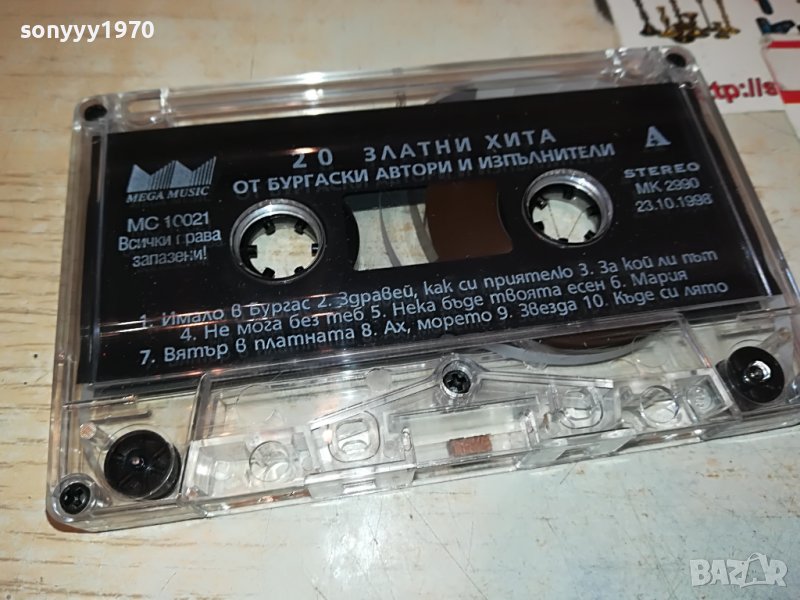 sonyyy1970
http://s
20 ЗЛАТНИ ХИТА
ОТ БУРГАСКИ АВТОРИ И ИЗПЪЛНИТЕЛИ
A
MEGA MUSIC
MC 10021
Всички права
запазени!
STEREO
MK 2990
23.10.1998
1. Имало в Бургас 2. Здравей, как си приятелю 3. За кой ли път
4. Не мога без теб 5. Нека бъде твоята есен 6. Мария
7. Вятър в платната 8. Ах, морето 9. Звезда 10. Къде си лято
BAZAR